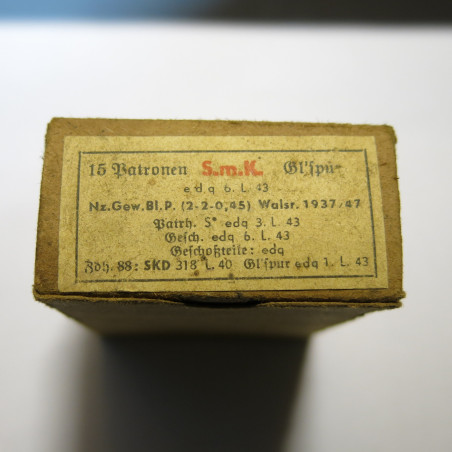 15 Patronen S.m.K. Gl'spur
edq 6. L. 43
Nz.Gew.Bl.P. (2·2·0,45) Walsr. 1937/47
Patrh. S* edq 3. L. 43
Gesch. edq 6. L. 43
Geschoßteile: edq
Zdh. 88: SKD 318 L. 40 Gl'spur edq 1. L. 43